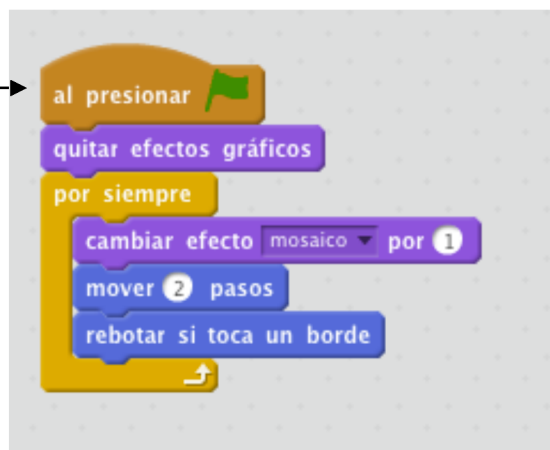 al presionar
quitar efectos gráficos
por siempre
cambiar efecto mosaico por 1
mover 2 pasos
rebotar si toca un borde